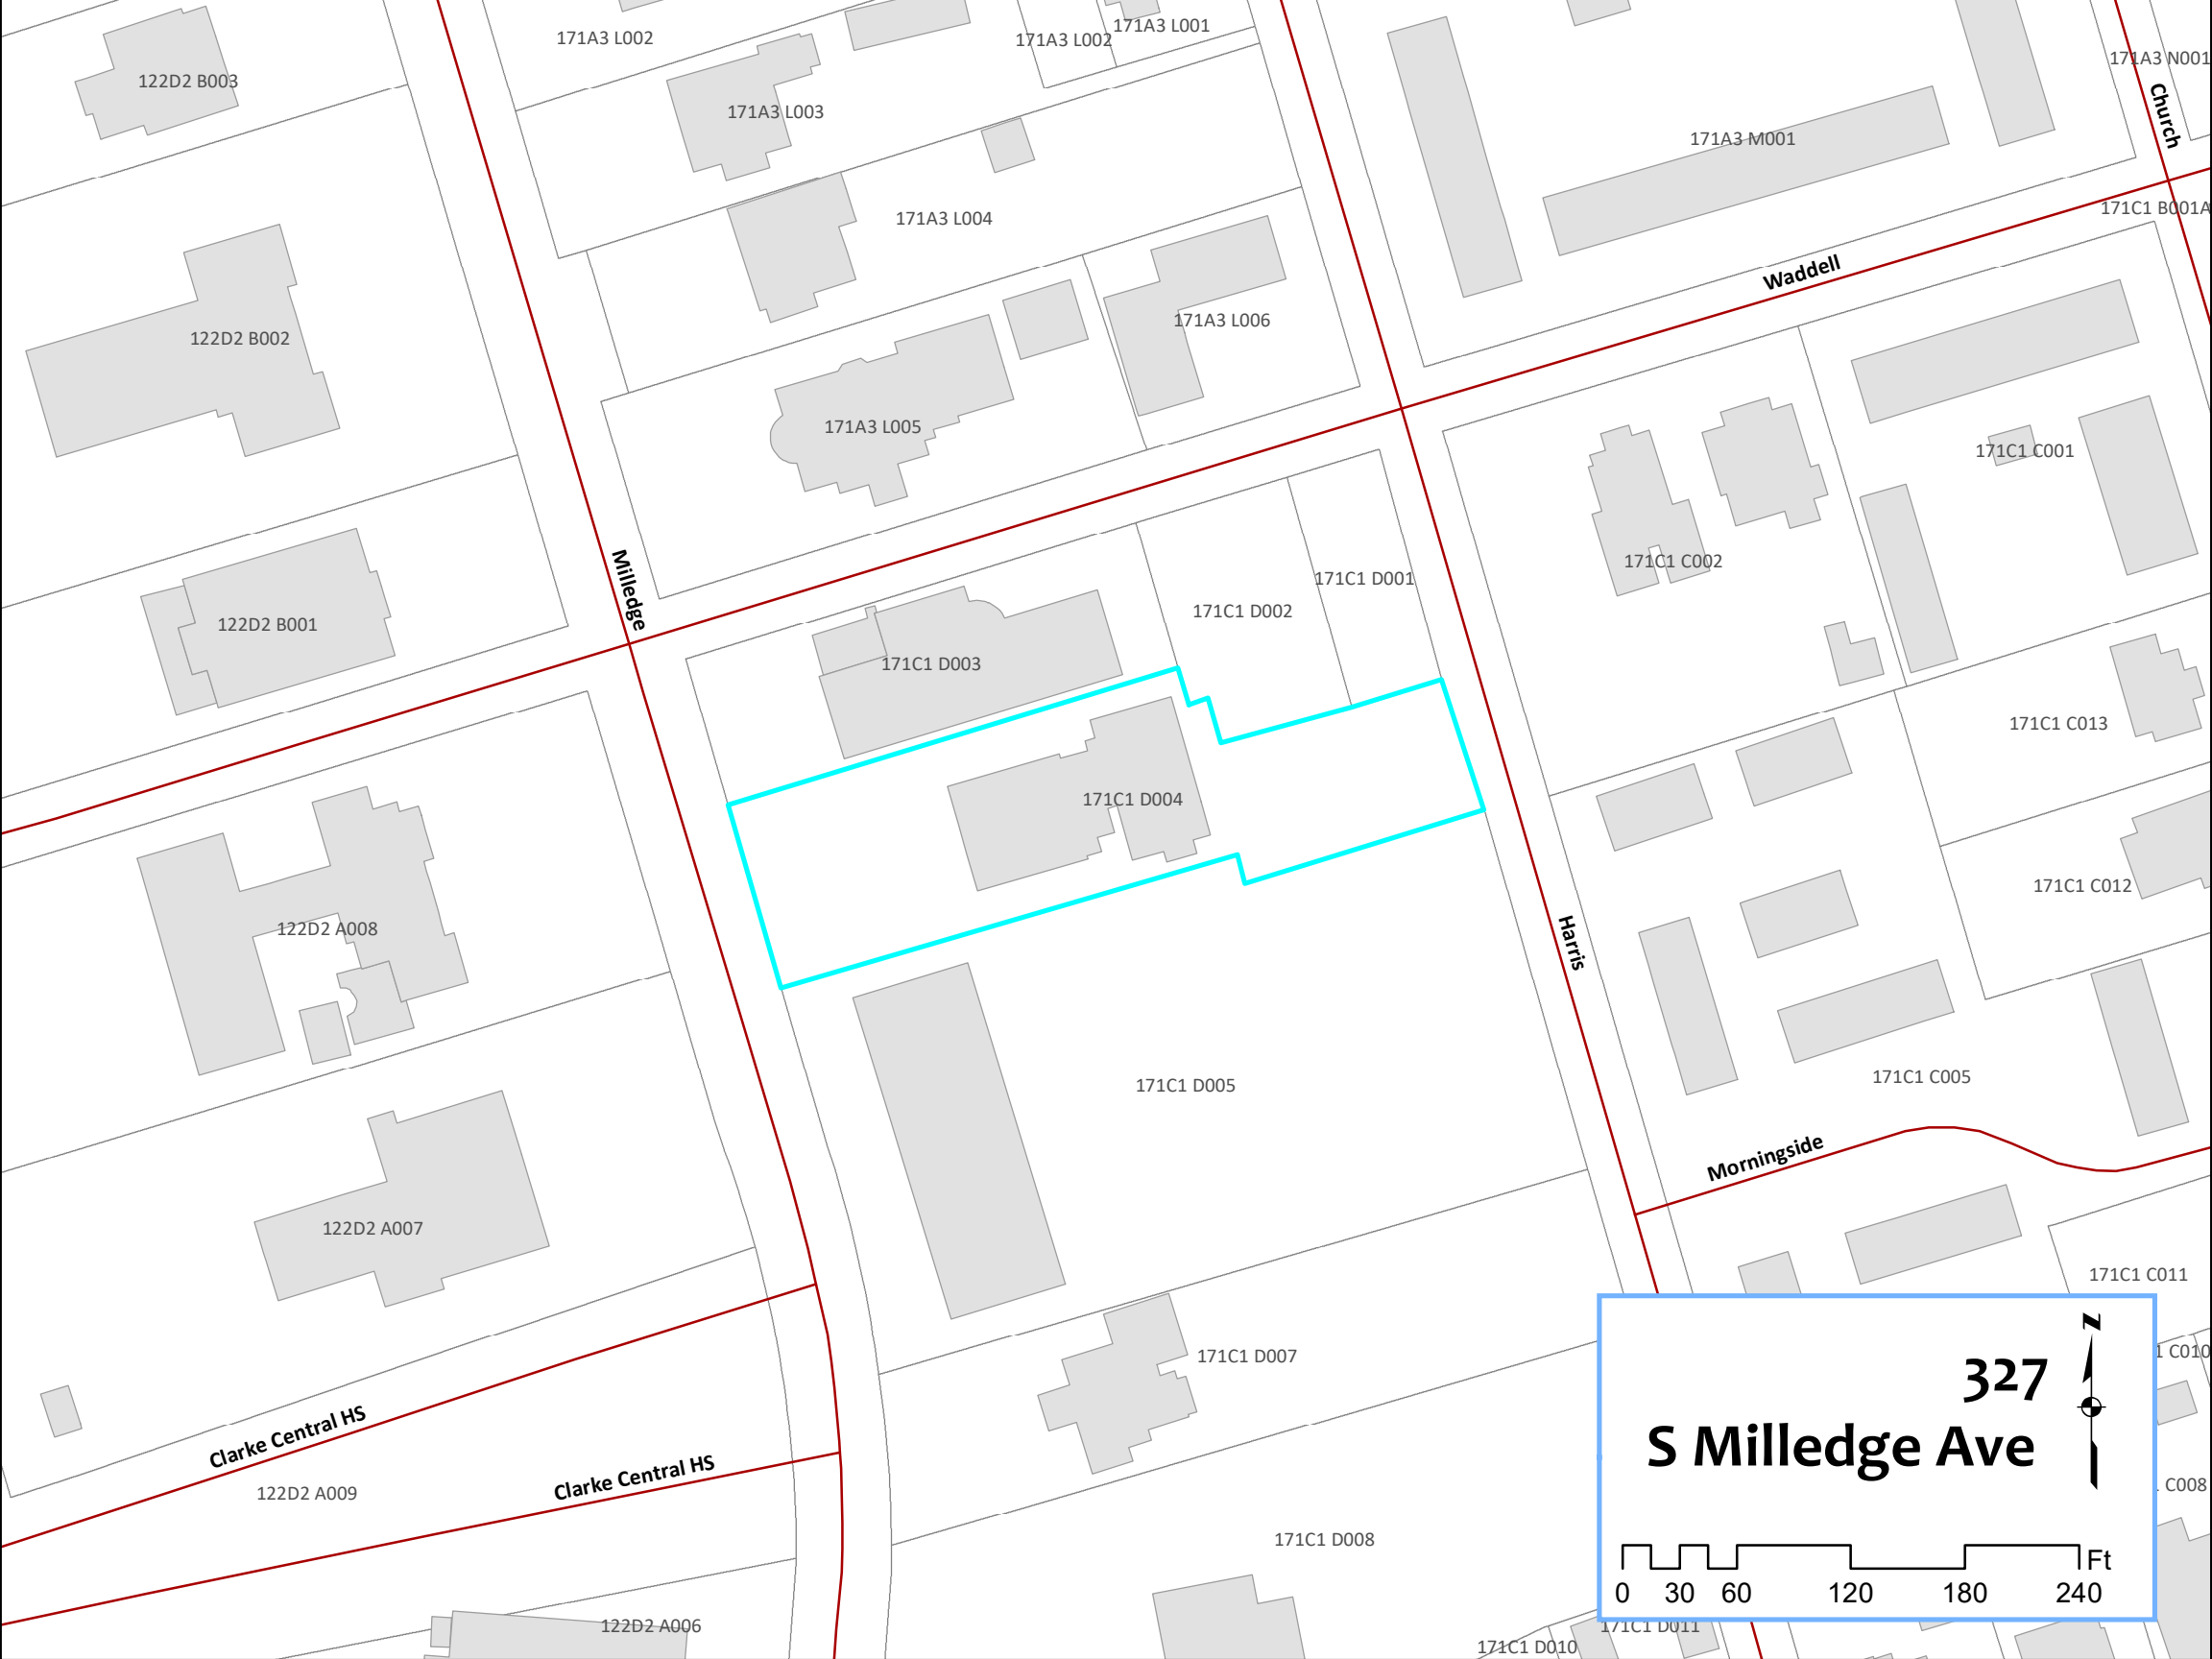 171A3 L002
171A3 L002
171A3 L001
171A3 N001
122D2 B003
171A3 L003
Church
171A3 M001
171A3 L004
171C1 B001A
Waddell
122D2 B002
171A3 L006
171A3 L005
171C1 C001
171C1 C002
Milledge
171C1 D001
171C1 D002
122D2 B001
171C1 D003
171C1 C013
171C1 D004
171C1 C012
122D2 A008
Harris
171C1 D005
171C1 C005
Morningside
122D2 A007
171C1 C011
171C1 D007
1 C010
Clarke Central HS
Clarke Central HS
122D2 A009
C008
171C1 D008
122D2 A006
171C1 D010
171C1 D011
N
327
S Milledge Ave
Ft
0 30 60 120 180 240